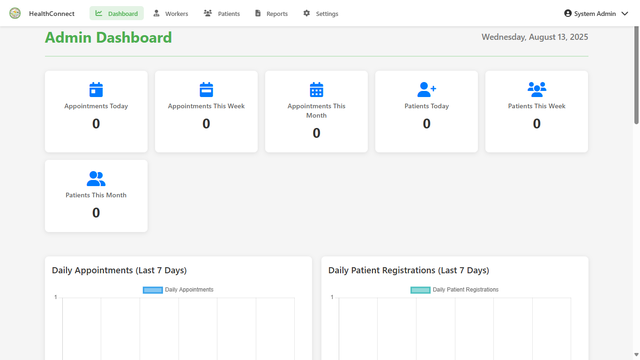 HealthConnect
Dashboard
Workers
Patients
Reports
Settings
System Admin
Admin Dashboard
Wednesday, August 13, 2025
Appointments Today
0
Appointments This Week
0
Appointments This
Month
0
Patients Today
0
Patients This Week
0
Patients This Month
0
Daily Appointments (Last 7 Days)
Daily Appointments
1
Daily Patient Registrations (Last 7 Days)
Daily Patient Registrations
1